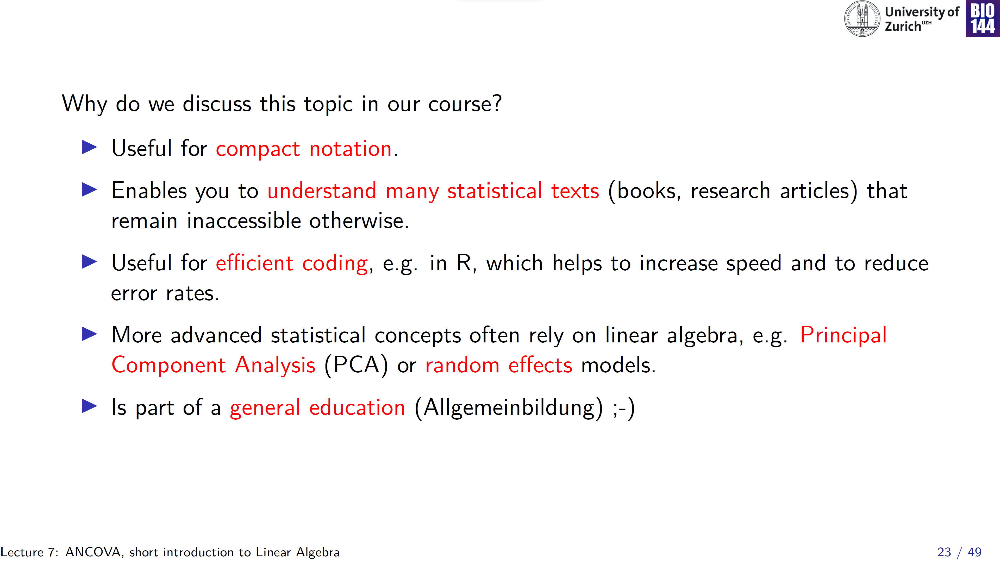 University of
Zurich UZH
BIO
144
Why do we discuss this topic in our course?
▶ Useful for compact notation.
▶ Enables you to understand many statistical texts (books, research articles) that
remain inaccessible otherwise.
▶ Useful for efficient coding, e.g. in R, which helps to increase speed and to reduce
error rates.
▶ More advanced statistical concepts often rely on linear algebra, e.g. Principal
Component Analysis (PCA) or random effects models.
▶ Is part of a general education (Allgemeinbildung) ;-)
Lecture 7: ANCOVA, short introduction to Linear Algebra
23 / 49